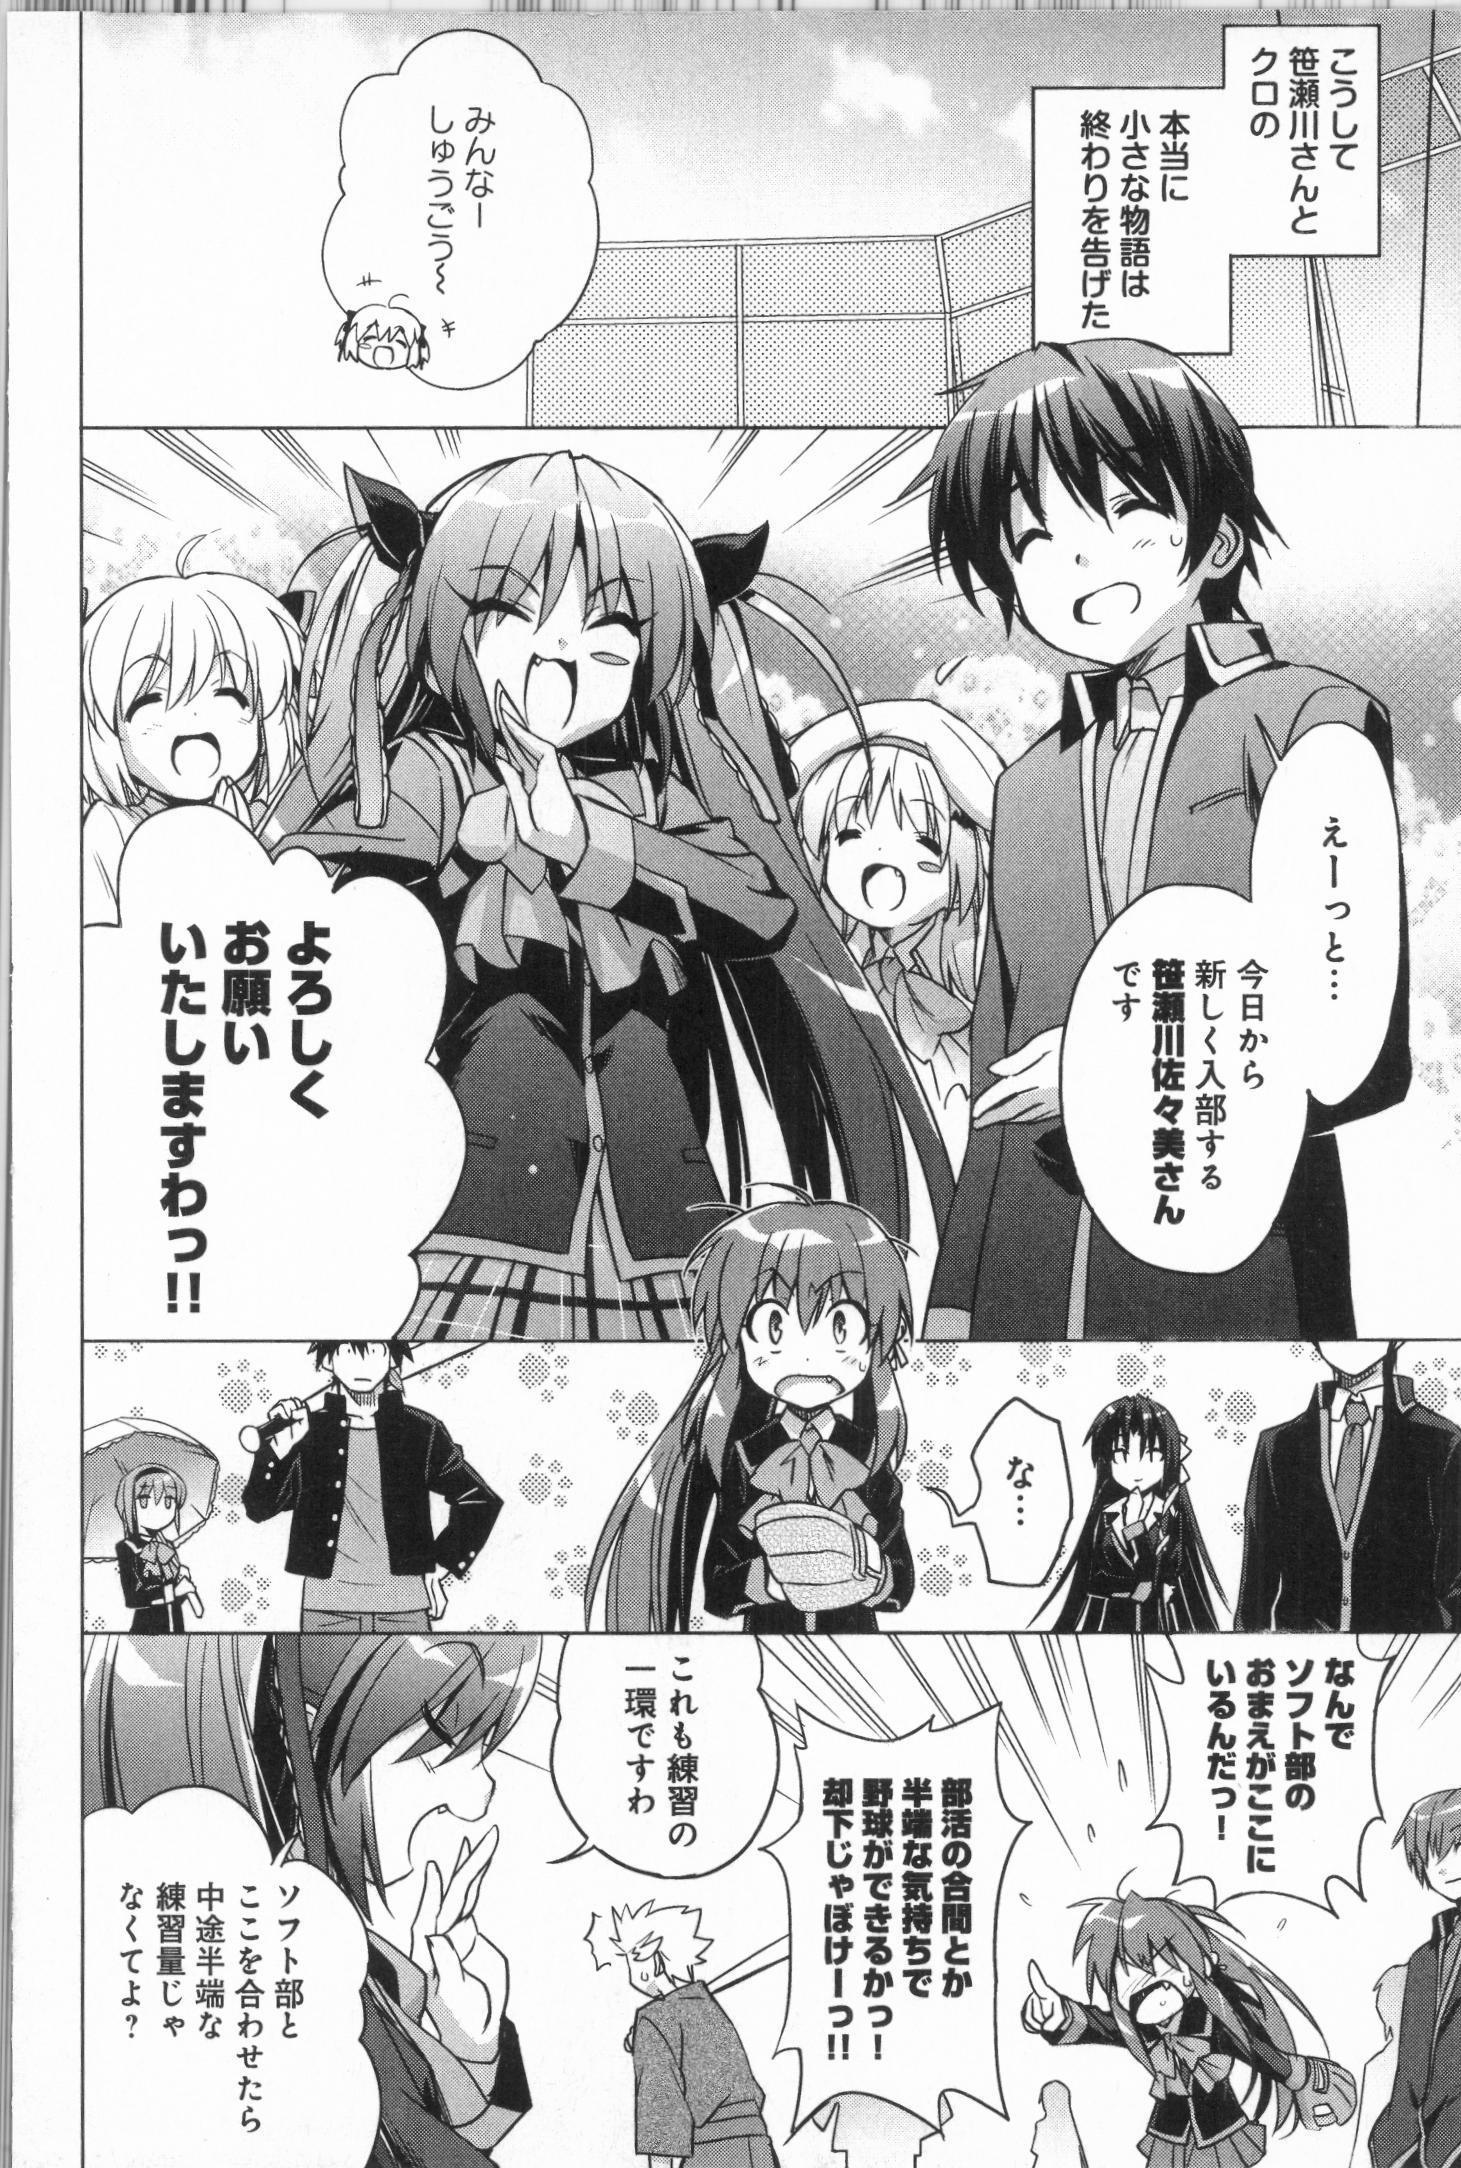 こうして
笹瀬川さんと
クロの
本当に
小さな物語は
終わりを告げた
みんなー
しゅうごう〜
えーっと…
今日から
新しく入部する
笹瀬川佐々美さん
です
よろしく
お願い
いたしますわっ!!
な…
なんで
ソフト部の
おまえがここに
いるんだっ!
部活の合間とか
半端な気持ちで
野球ができるかっ!
却下じゃぼけーっ!!
これも練習の
一環ですわ
ソフト部と
ここを合わせたら
中途半端な
練習量じゃ
なくてよ?